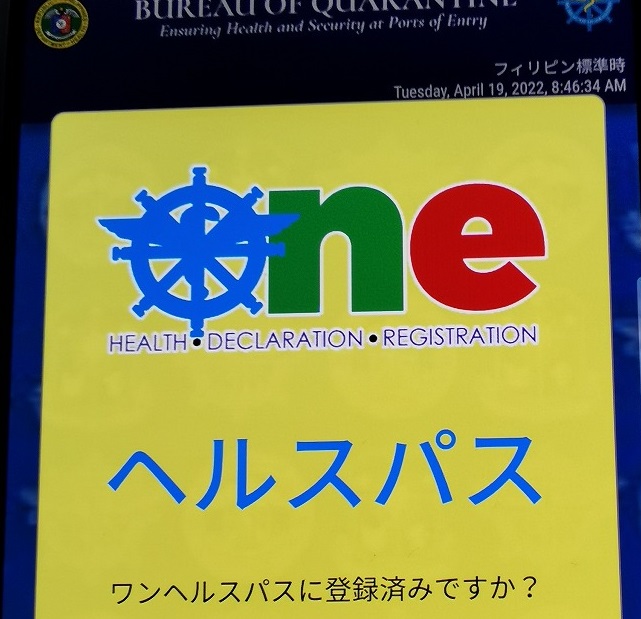 BUREAU OF QUARANTINE
Ensuring Health and Security at Ports of Entry
フィリピン標準時
Tuesday, April 19, 2022, 8:46:34 AM
one
HEALTH • DECLARATION • REGISTRATION
ヘルスパス
ワンヘルスパスに登録済みですか？